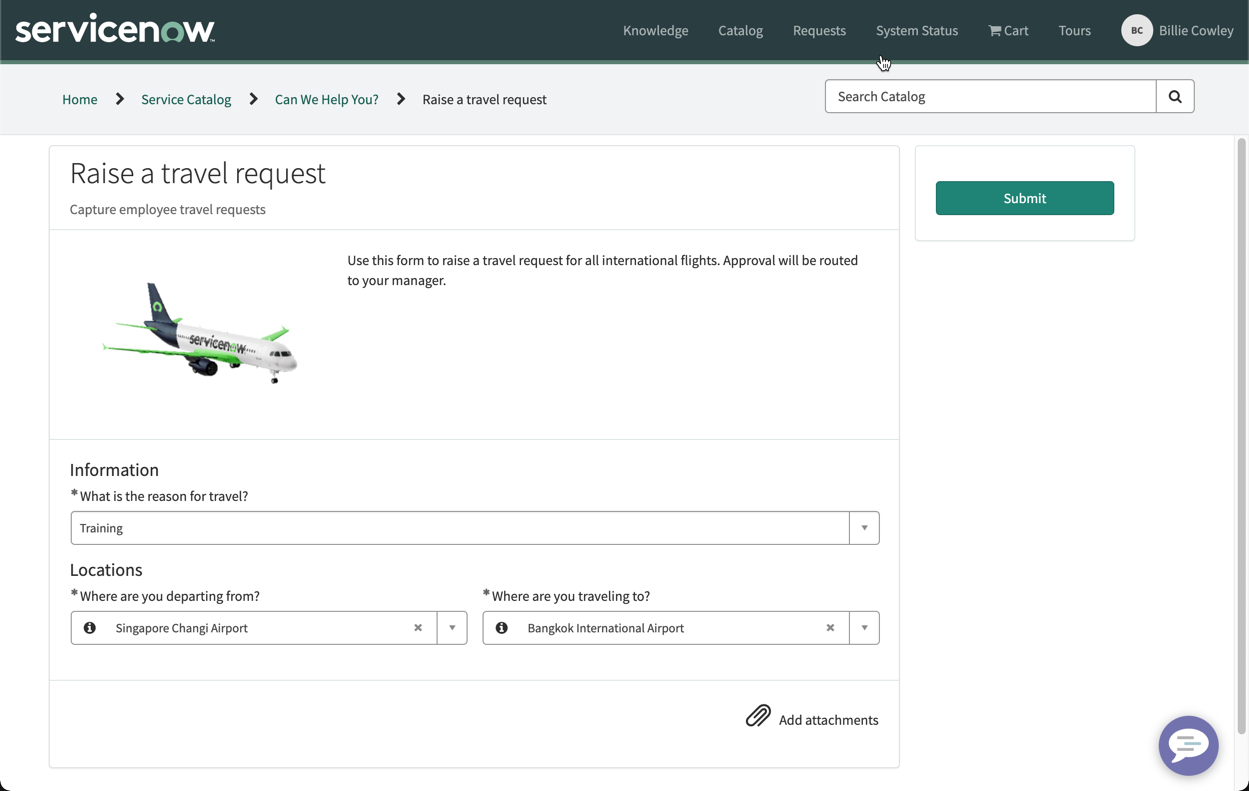 servicenow
Knowledge Catalog Requests System Status Cart Tours BC Billie Cowley
Home Service Catalog Can We Help You? Raise a travel request
Search Catalog
Raise a travel request
Capture employee travel requests
Submit
Use this form to raise a travel request for all international flights. Approval will be routed
to your manager.
servicenow
Information
*What is the reason for travel?
Training
Locations
*Where are you departing from? *Where are you traveling to?
Singapore Changi Airport Bangkok International Airport
Add attachments